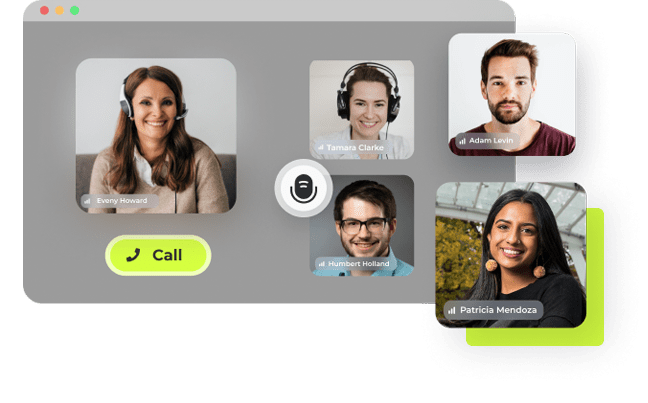 Eveny Howard
Call
Tamara Clarke
Humbert Holland
Adam Levin
Patricia Mendoza